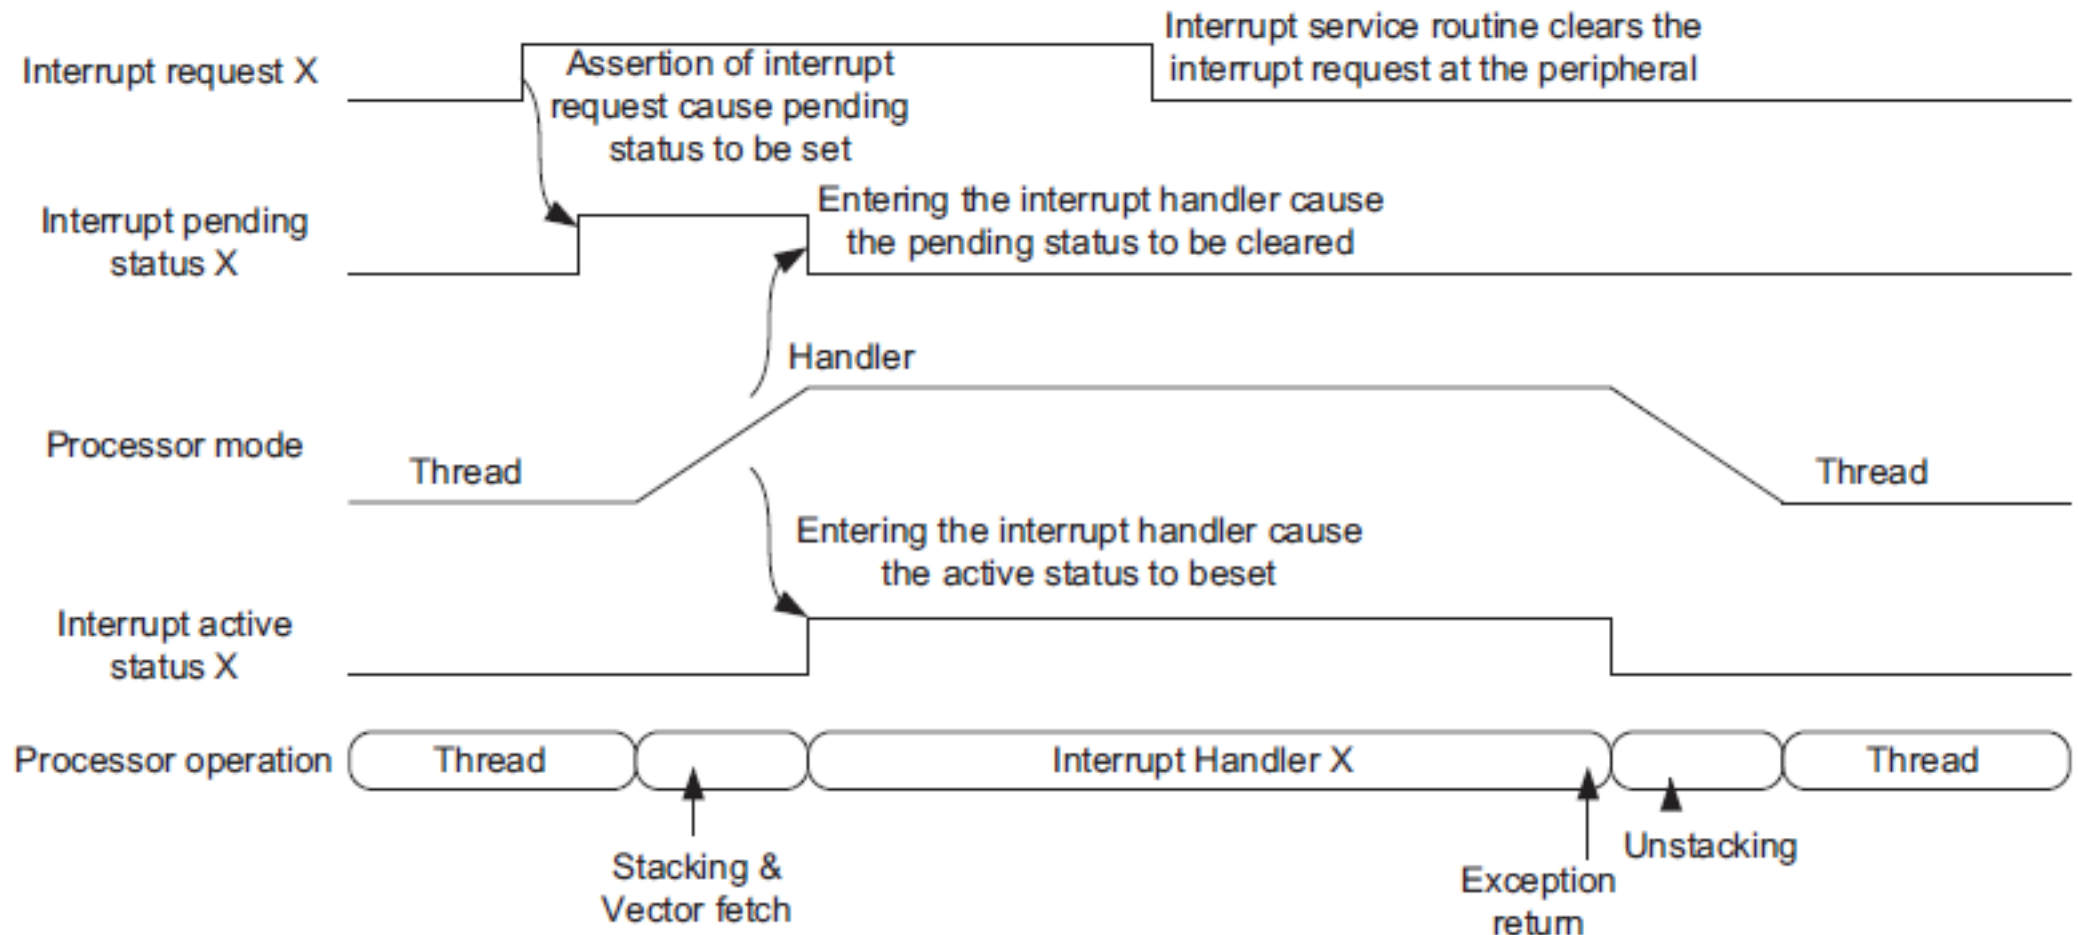 Interrupt service routine clears the
interrupt request at the peripheral
Interrupt request X
Assertion of interrupt
request cause pending
status to be set
Interrupt pending
status X
Entering the interrupt handler cause
the pending status to be cleared
Handler
Processor mode
Thread
Thread
Entering the interrupt handler cause
the active status to beset
Interrupt active
status X
Processor operation
Thread
Interrupt Handler X
Thread
Stacking &
Vector fetch
Unstacking
Exception
return